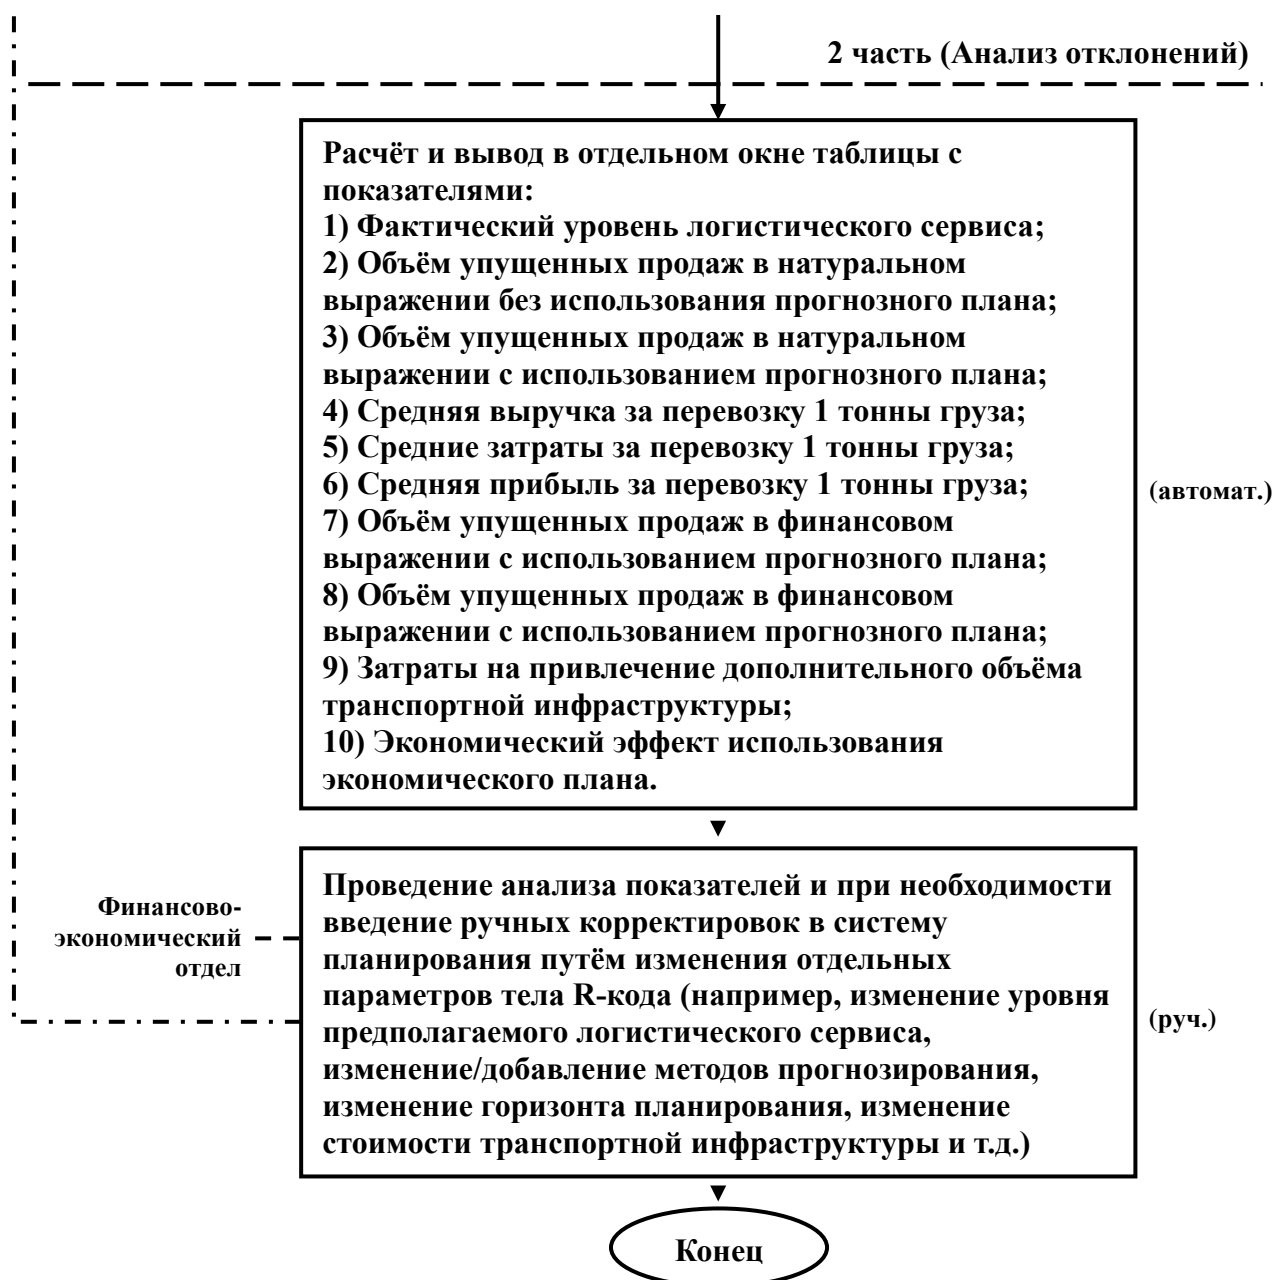 2 часть (Анализ отклонений)
Расчёт и вывод в отдельном окне таблицы с
показателями:
1) Фактический уровень логистического сервиса;
2) Объём упущенных продаж в натуральном
выражении без использования прогнозного плана;
3) Объём упущенных продаж в натуральном
выражении с использованием прогнозного плана;
4) Средняя выручка за перевозку 1 тонны груза;
5) Средние затраты за перевозку 1 тонны груза;
6) Средняя прибыль за перевозку 1 тонны груза;
7) Объём упущенных продаж в финансовом
выражении с использованием прогнозного плана;
8) Объём упущенных продаж в финансовом
выражении с использованием прогнозного плана;
9) Затраты на привлечение дополнительного объёма
транспортной инфраструктуры;
10) Экономический эффект использования
экономического плана.
(автомат.)
Финансово-
экономический
отдел
Проведение анализа показателей и при необходимости
введение ручных корректировок в систему
планирования путём изменения отдельных
параметров тела R-кода (например, изменение уровня
предполагаемого логистического сервиса,
изменение/добавление методов прогнозирования,
изменение горизонта планирования, изменение
стоимости транспортной инфраструктуры и т.д.)
(руч.)
Конец